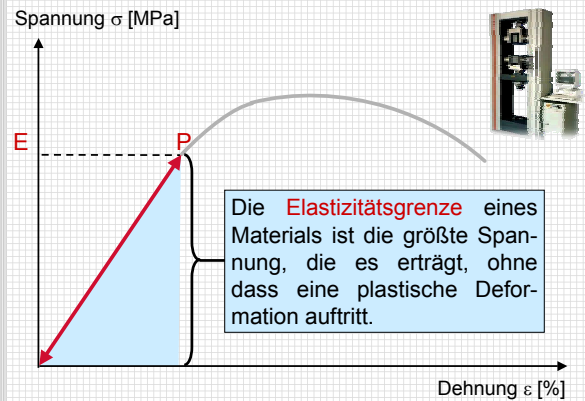 Spannung σ [MPa]
E
P
Die Elastizitätsgrenze eines
Materials ist die größte Span-
nung, die es erträgt, ohne
dass eine plastische Defor-
mation auftritt.
Dehnung ε [%]